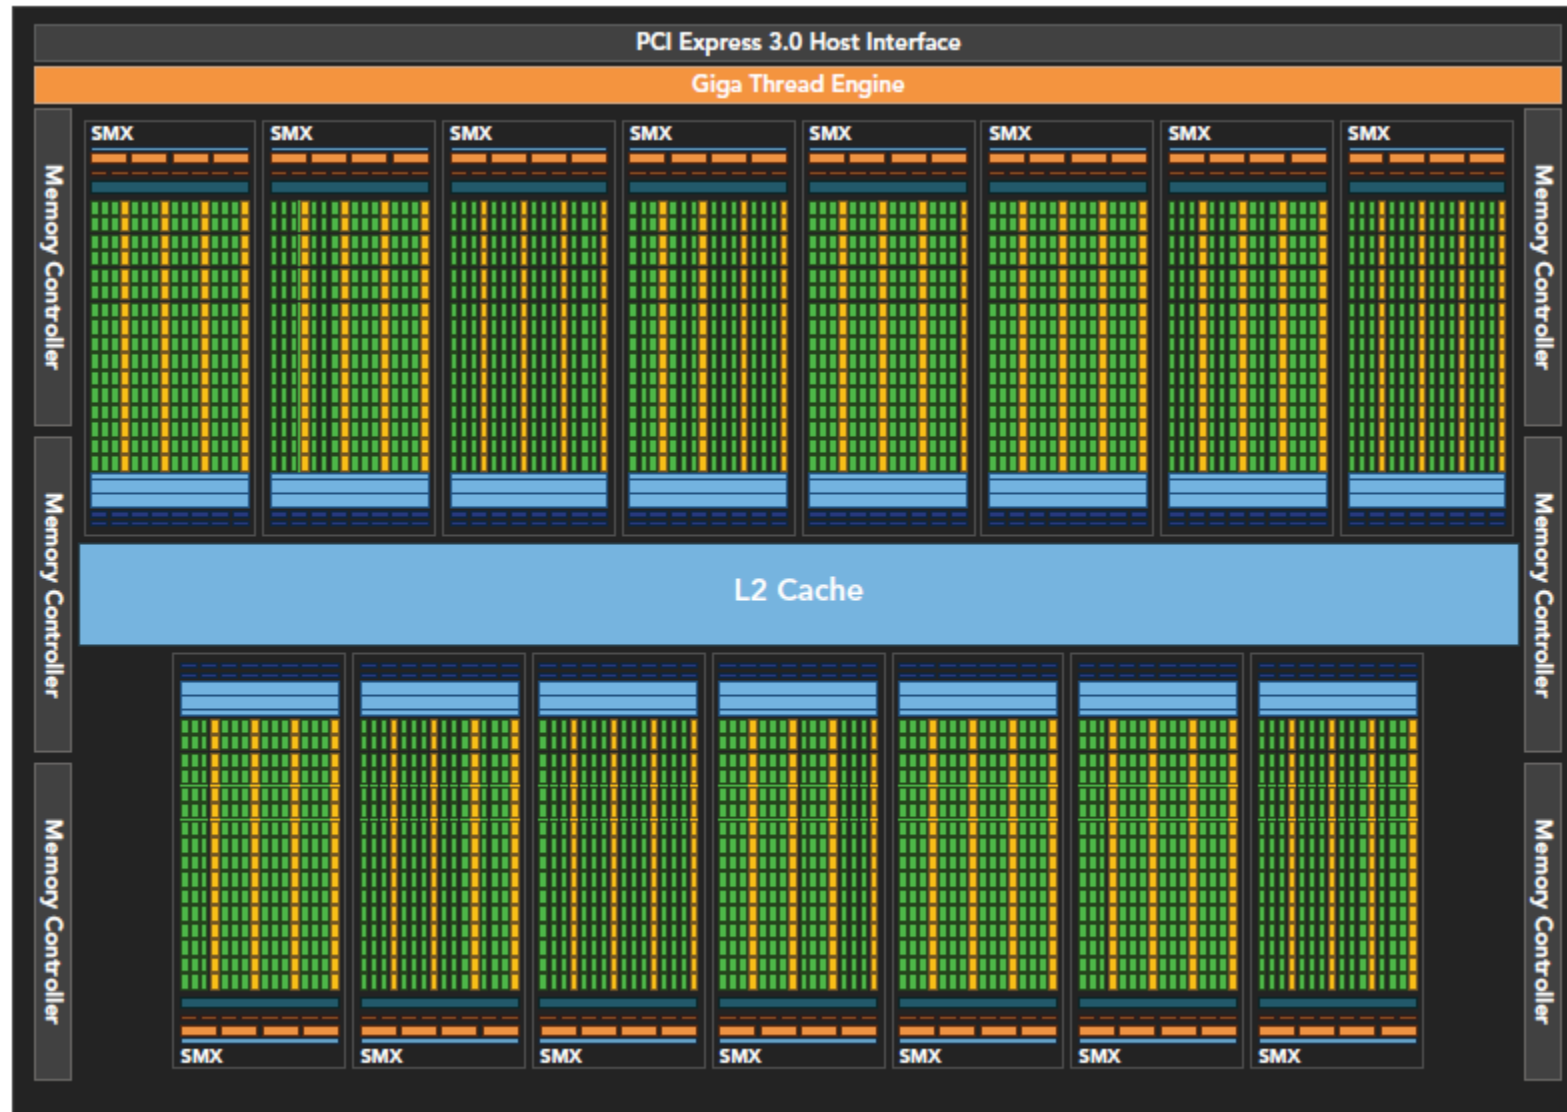 PCI Express 3.0 Host Interface
Giga Thread Engine
SMX
SMX
SMX
SMX
SMX
SMX
SMX
SMX
Memory Controller
Memory Controller
Memory Controller
Memory Controller
L2 Cache
Memory Controller
Memory Controller
SMX
SMX
SMX
SMX
SMX
SMX
SMX